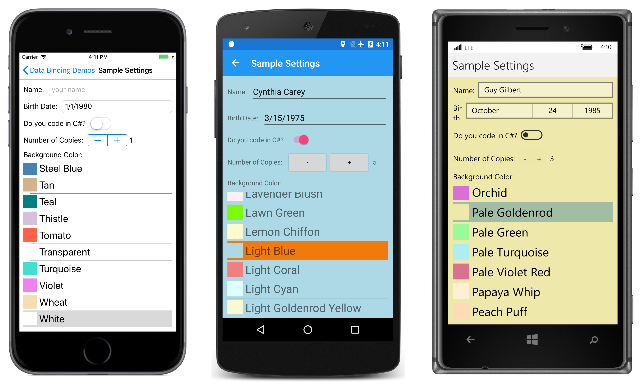 Carrier 4:11 PM
Data Binding Demos Sample Settings
Name: your name
Birth Date: 1/1/1980
Do you code in C#?
Number of Copies: − + 1
Background Color:
Steel Blue
Tan
Teal
Thistle
Tomato
Transparent
Turquoise
Violet
Wheat
White
4:11
Sample Settings
Name: Cynthia Carey
Birth Date: 3/15/1975
Do you code in C#?
Number of Copies: - +
Background Color:
Lavender Blush
Lawn Green
Lemon Chiffon
Light Blue
Light Coral
Light Cyan
Light Goldenrod Yellow
LTE 4:10
Sample Settings
Name: Guy Gilbert
Birth October 24 1985
Do you code in C#?
Number of Copies: - + 3
Background Color
Orchid
Pale Goldenrod
Pale Green
Pale Turquoise
Pale Violet Red
Papaya Whip
Peach Puff